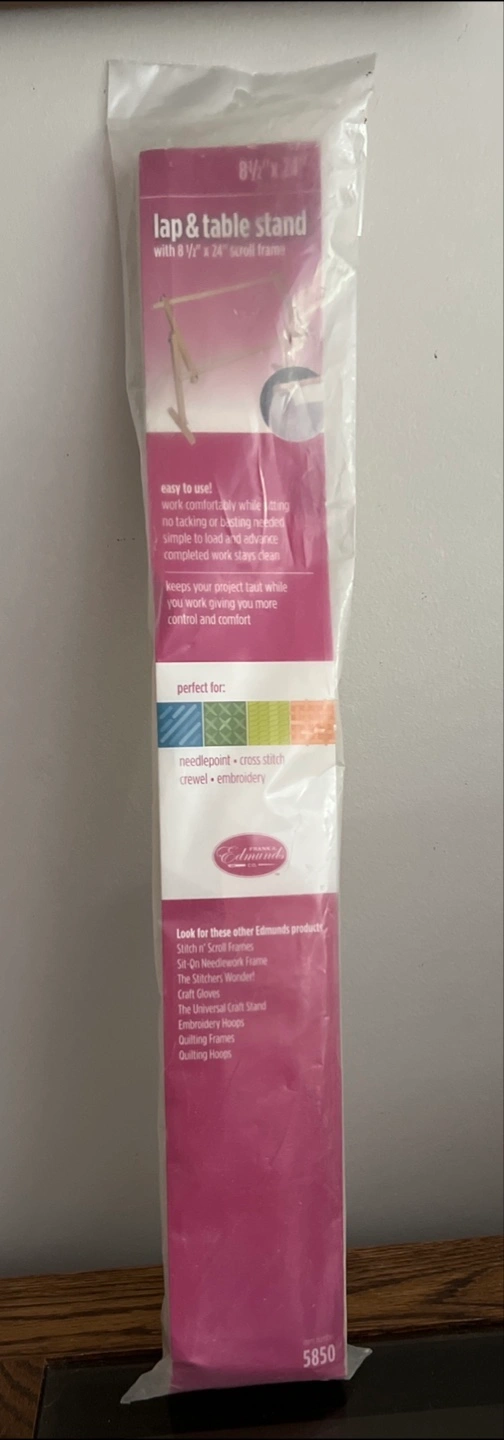 8½" x 24"
lap & table stand
with 8 ½" x 24" scroll frame
easy to use!
work comfortably while sitting
no tacking or basting needed
simple to load and advance
completed work stays clean
keeps your project taut while
you work giving you more
control and comfort
perfect for:
needlepoint • cross stitch
crewel • embroidery
FRANK A.
Edmunds
CO.
Look for these other Edmunds products
Stitch n' Scroll Frames
Sit-On Needlework Frame
The Stitchers Wonder®
Craft Gloves
The Universal Craft Stand
Embroidery Hoops
Quilting Frames
Quilting Hoops
5850